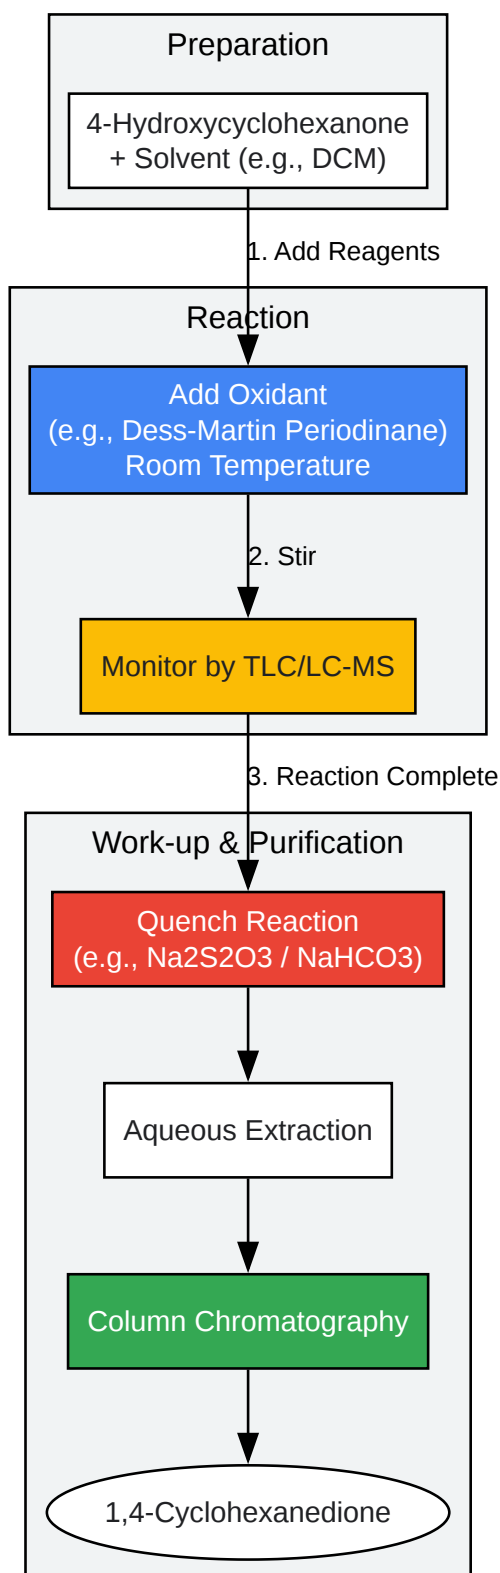 Preparation
4-Hydroxycyclohexanone
+ Solvent (e.g., DCM)
1. Add Reagents
Reaction
Add Oxidant
(e.g., Dess-Martin Periodinane)
Room Temperature
2. Stir
Monitor by TLC/LC-MS
3. Reaction Complete
Work-up & Purification
Quench Reaction
(e.g., Na2S2O3 / NaHCO3)
Aqueous Extraction
Column Chromatography
1,4-Cyclohexanedione